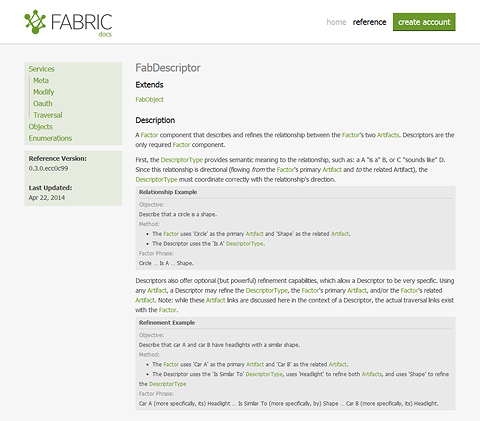 FABRIC
docs
home reference create account
Services
Meta
Modify
Oauth
Traversal
Objects
Enumerations
Reference Version:
0.3.0.ecc0c99
Last Updated:
Apr 22, 2014
FabDescriptor
Extends
FabObject
Description
A Factor component that describes and refines the relationship between the Factor's two Artifacts. Descriptors are the
only required Factor component.
First, the DescriptorType provides semantic meaning to the relationship, such as: a A "is a" B, or C "sounds like" D.
Since this relationship is directional (flowing from the Factor's primary Artifact and to the related Artifact), the
DescriptorType must coordinate correctly with the relationship's direction.
Relationship Example
Objective:
Describe that a circle is a shape.
Method:
• The Factor uses 'Circle' as the primary Artifact and 'Shape' as the related Artifact.
• The Descriptor uses the 'Is A' DescriptorType.
Factor Phrase:
Circle ... Is A ... Shape.
Descriptors also offer optional (but powerful) refinement capabilities, which allow a Descriptor to be very specific. Using
any Artifact, a Descriptor may refine the DescriptorType, the Factor's primary Artifact, and/or the Factor's related
Artifact. Note: while these Artifact links are discussed here in the context of a Descriptor, the actual traversal links exist
with the Factor.
Refinement Example
Objective:
Describe that car A and car B have headlights with a similar shape.
Method:
• The Factor uses 'Car A' as the primary Artifact and 'Car B' as the related Artifact.
• The Descriptor uses the 'Is Similar To' DescriptorType, uses 'Headlight' to refine both Artifacts, and uses 'Shape' to refine
the DescriptorType
Factor Phrase:
Car A (more specifically, its) Headlight ... Is Similar To (more specifically, by) Shape ... Car B (more specifically, its) Headlight.